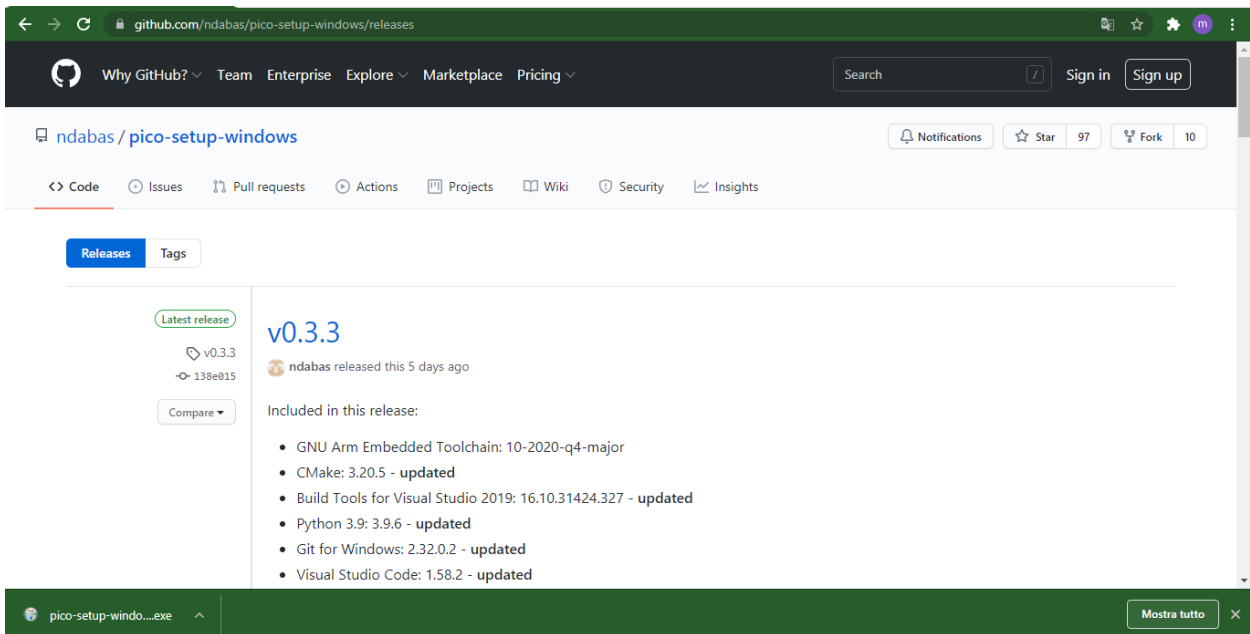 github.com/ndabas/pico-setup-windows/releases
m
Why GitHub? Team Enterprise Explore Marketplace Pricing Search / Sign in Sign up
ndabas / pico-setup-windows Notifications Star 97 Fork 10
<> Code Issues Pull requests Actions Projects Wiki Security Insights
Releases Tags
Latest release
v0.3.3
138e015
Compare
v0.3.3
ndabas released this 5 days ago
Included in this release:
• GNU Arm Embedded Toolchain: 10-2020-q4-major
• CMake: 3.20.5 - updated
• Build Tools for Visual Studio 2019: 16.10.31424.327 - updated
• Python 3.9: 3.9.6 - updated
• Git for Windows: 2.32.0.2 - updated
• Visual Studio Code: 1.58.2 - updated
pico-setup-windo....exe Mostra tutto